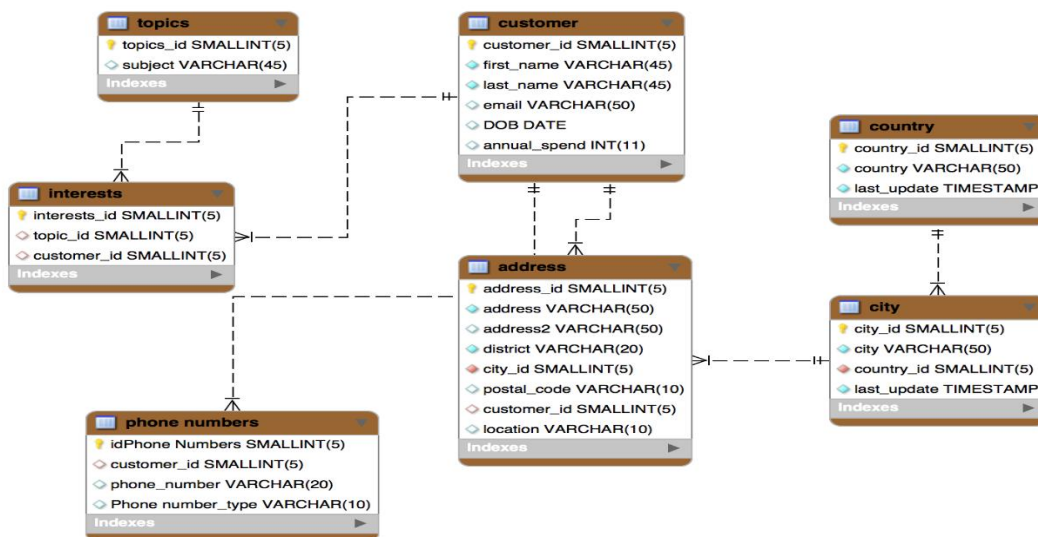 topics
topics_id SMALLINT(5)
subject VARCHAR(45)
Indexes
customer
customer_id SMALLINT(5)
first_name VARCHAR(45)
last_name VARCHAR(45)
email VARCHAR(50)
DOB DATE
annual_spend INT(11)
Indexes
country
country_id SMALLINT(5)
country VARCHAR(50)
last_update TIMESTAMP
Indexes
interests
interests_id SMALLINT(5)
topic_id SMALLINT(5)
customer_id SMALLINT(5)
Indexes
address
address_id SMALLINT(5)
address VARCHAR(50)
address2 VARCHAR(50)
district VARCHAR(20)
city_id SMALLINT(5)
postal_code VARCHAR(10)
customer_id SMALLINT(5)
location VARCHAR(10)
Indexes
city
city_id SMALLINT(5)
city VARCHAR(50)
country_id SMALLINT(5)
last_update TIMESTAMP
Indexes
phone numbers
idPhone Numbers SMALLINT(5)
customer_id SMALLINT(5)
phone_number VARCHAR(20)
Phone number_type VARCHAR(10)
Indexes